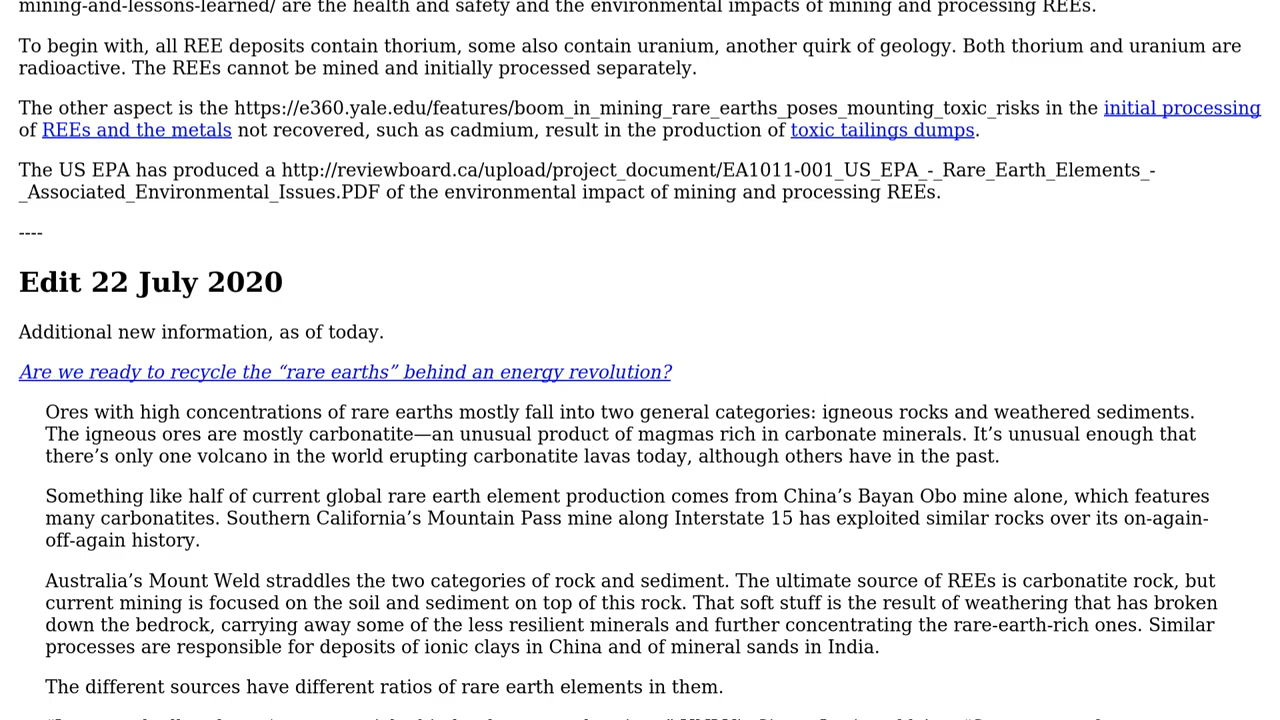 mining-and-lessons-learned/ are the health and safety and the environmental impacts of mining and processing REEs.
To begin with, all REE deposits contain thorium, some also contain uranium, another quirk of geology. Both thorium and uranium are
radioactive. The REEs cannot be mined and initially processed separately.
The other aspect is the https://e360.yale.edu/features/boom_in_mining_rare_earths_poses_mounting_toxic_risks in the initial processing
of REEs and the metals not recovered, such as cadmium, result in the production of toxic tailings dumps.
The US EPA has produced a http://reviewboard.ca/upload/project_document/EA1011-001_US_EPA_-_Rare_Earth_Elements_-
_Associated_Environmental_Issues.PDF of the environmental impact of mining and processing REEs.
----
Edit 22 July 2020
Additional new information, as of today.
Are we ready to recycle the “rare earths” behind an energy revolution?
Ores with high concentrations of rare earths mostly fall into two general categories: igneous rocks and weathered sediments.
The igneous ores are mostly carbonatite—an unusual product of magmas rich in carbonate minerals. It’s unusual enough that
there’s only one volcano in the world erupting carbonatite lavas today, although others have in the past.
Something like half of current global rare earth element production comes from China’s Bayan Obo mine alone, which features
many carbonatites. Southern California’s Mountain Pass mine along Interstate 15 has exploited similar rocks over its on-again-
off-again history.
Australia’s Mount Weld straddles the two categories of rock and sediment. The ultimate source of REEs is carbonatite rock, but
current mining is focused on the soil and sediment on top of this rock. That soft stuff is the result of weathering that has broken
down the bedrock, carrying away some of the less resilient minerals and further concentrating the rare-earth-rich ones. Similar
processes are responsible for deposits of ionic clays in China and of mineral sands in India.
The different sources have different ratios of rare earth elements in them.